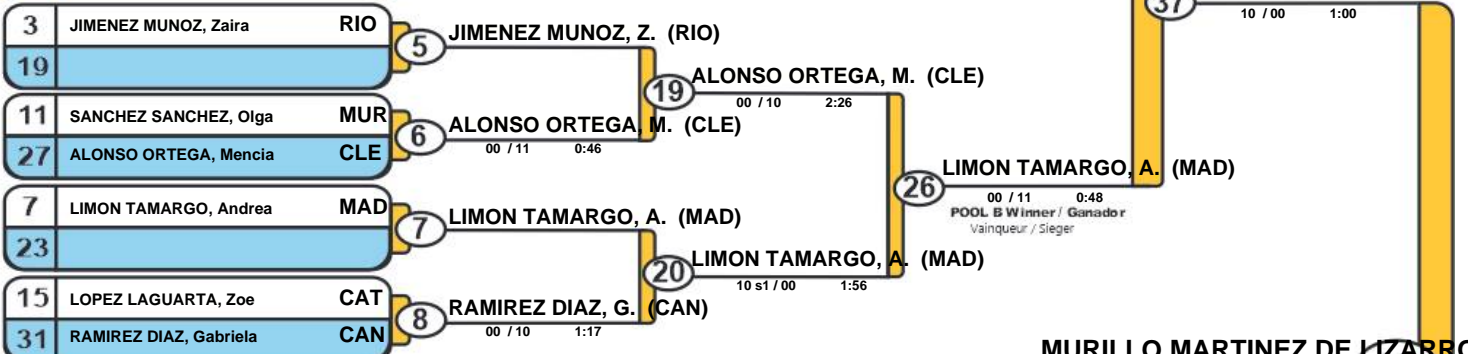 3 JIMENEZ MUNOZ, Zaira RIO
19
11 SANCHEZ SANCHEZ, Olga MUR
27 ALONSO ORTEGA, Mencia CLE
7 LIMON TAMARGO, Andrea MAD
23
15 LOPEZ LAGUARTA, Zoe CAT
31 RAMIREZ DIAZ, Gabriela CAN
5 JIMENEZ MUNOZ, Z. (RIO)
6 ALONSO ORTEGA, M. (CLE)
00 / 11 0:46
7 LIMON TAMARGO, A. (MAD)
8 RAMIREZ DIAZ, G. (CAN)
00 / 10 1:17
19 ALONSO ORTEGA, M. (CLE)
00 / 10 2:26
20 LIMON TAMARGO, A. (MAD)
10 s1 / 00 1:56
26 LIMON TAMARGO, A. (MAD)
00 / 11 0:48
POOL B Winner / Ganador
Vainqueur / Sieger
37
10 / 00 1:00
MURILLO MARTINEZ DE LIZARRO